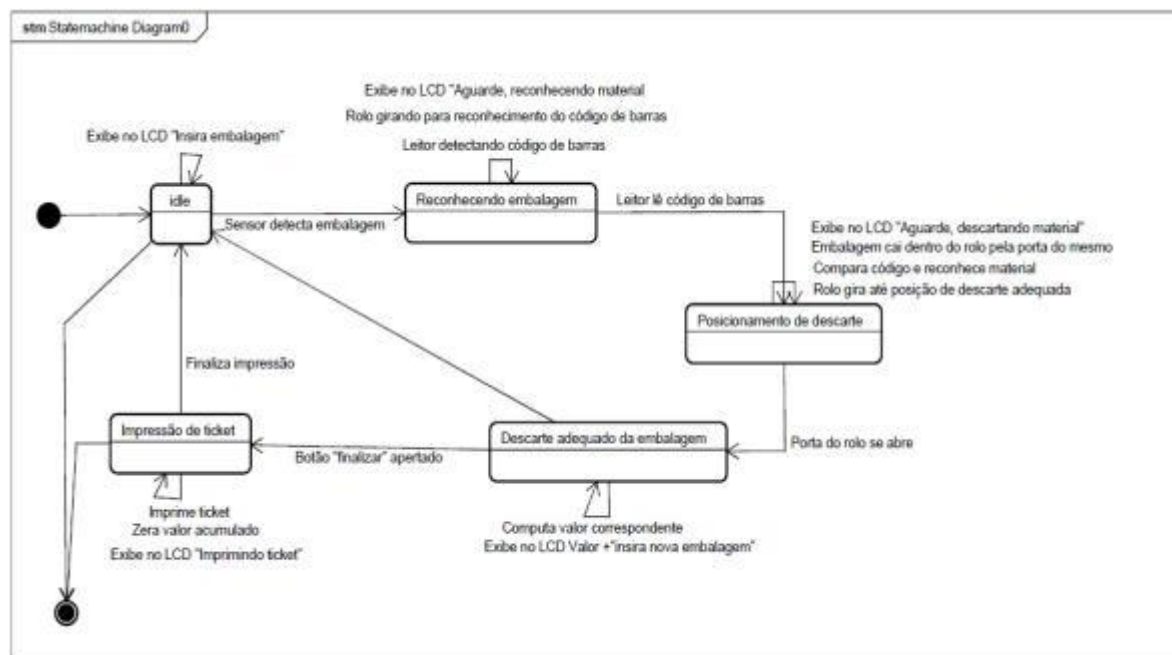 stm Statemachine Diagram0
Exibe no LCD "Aguarde, reconhecendo material
Rolo girando para reconhecimento do código de barras
Leitor detectando código de barras
Exibe no LCD "Insira embalagem"
idle
Reconhecendo embalagem
Sensor detecta embalagem
Leitor lê código de barras
Exibe no LCD "Aguarde, descartando material"
Embalagem cai dentro do rolo pela porta do mesmo
Compara código e reconhece material
Rolo gira até posição de descarte adequada
Posicionamento de descarte
Finaliza impressão
Impressão de ticket
Descarte adequado da embalagem
Porta do rolo se abre
Botão "finalizar" apertado
Imprime ticket
Zera valor acumulado
Exibe no LCD "Imprimindo ticket"
Computa valor correspondente
Exibe no LCD Valor +"insira nova embalagem"